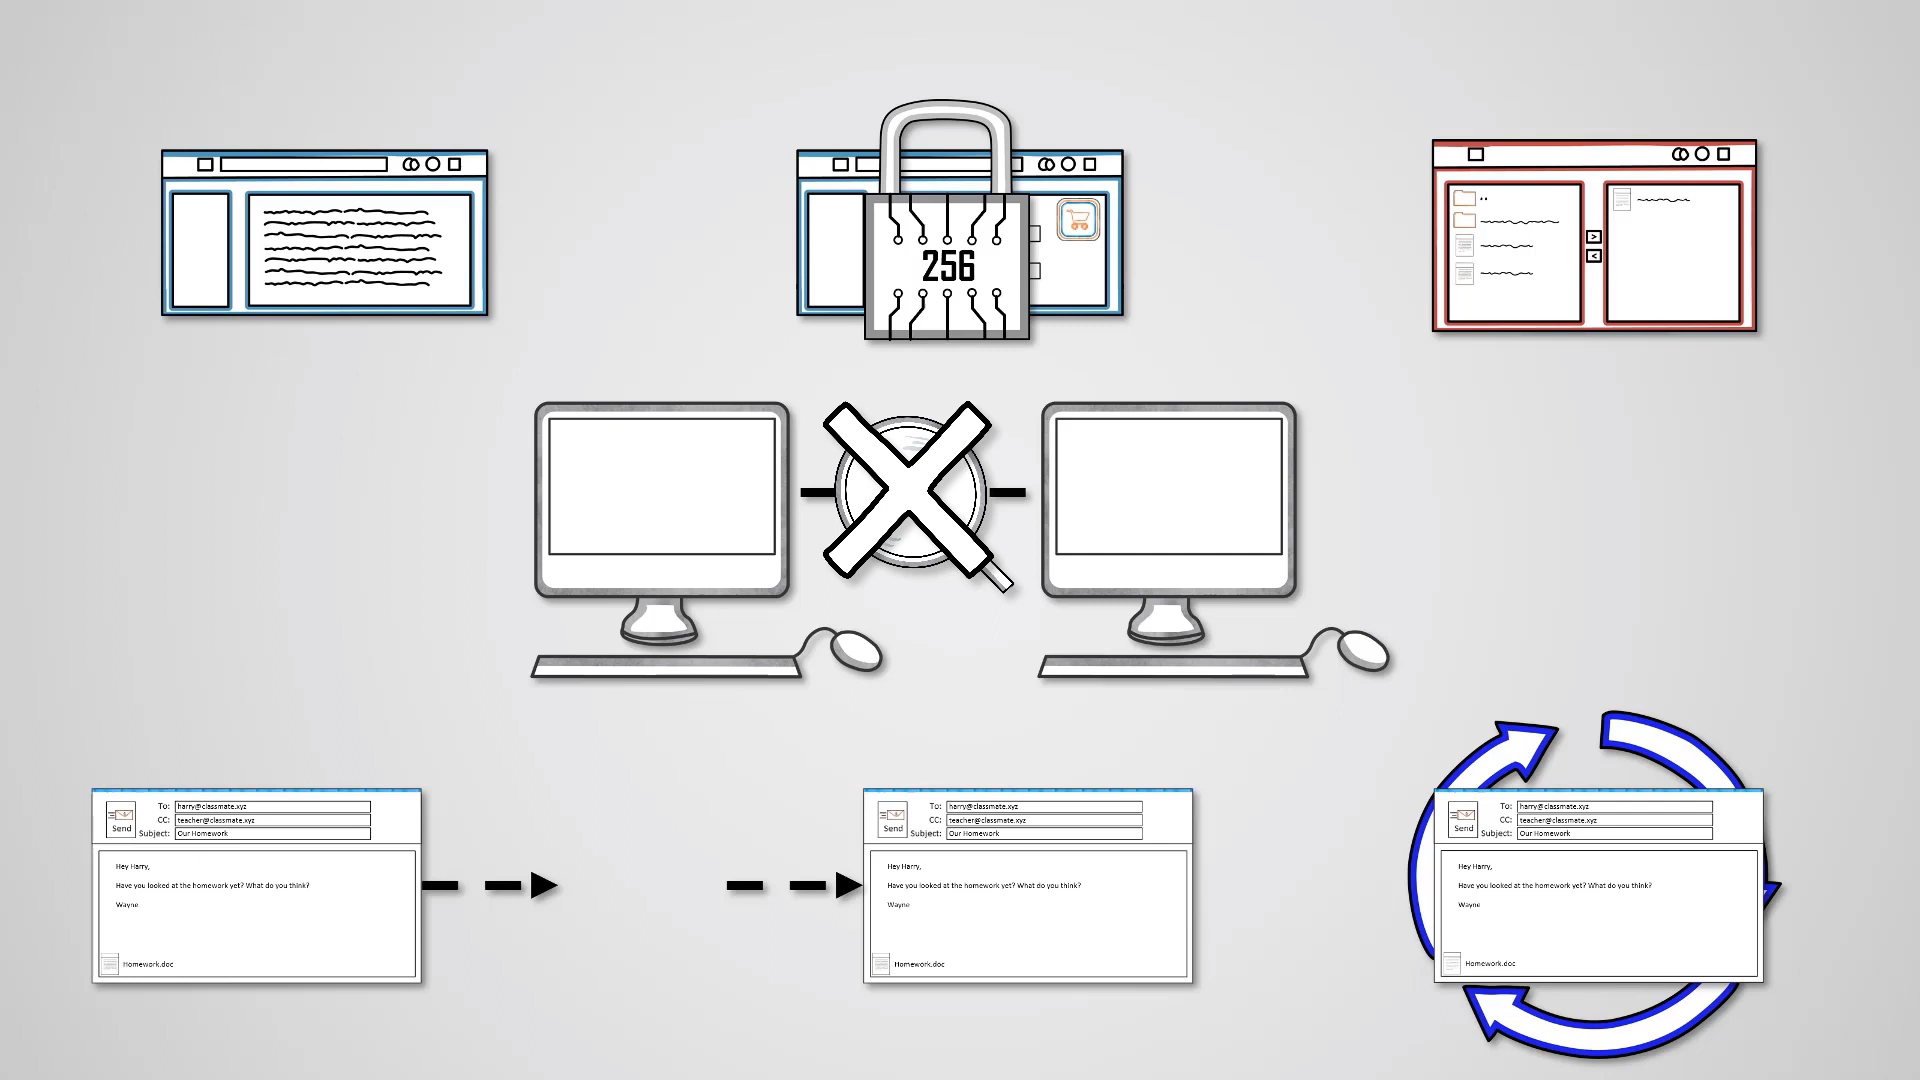 256
To: harry@classmate.xyz
CC: teacher@classmate.xyz
Send
Subject: Our Homework
Hey Harry,
Have you looked at the homework yet? What do you think?
Wayne
Homework.doc
To: harry@classmate.xyz
CC: teacher@classmate.xyz
Send
Subject: Our Homework
Hey Harry,
Have you looked at the homework yet? What do you think?
Wayne
Homework.doc
To: harry@classmate.xyz
CC: teacher@classmate.xyz
Send
Subject: Our Homework
Hey Harry,
Have you looked at the homework yet? What do you think?
Wayne
Homework.doc